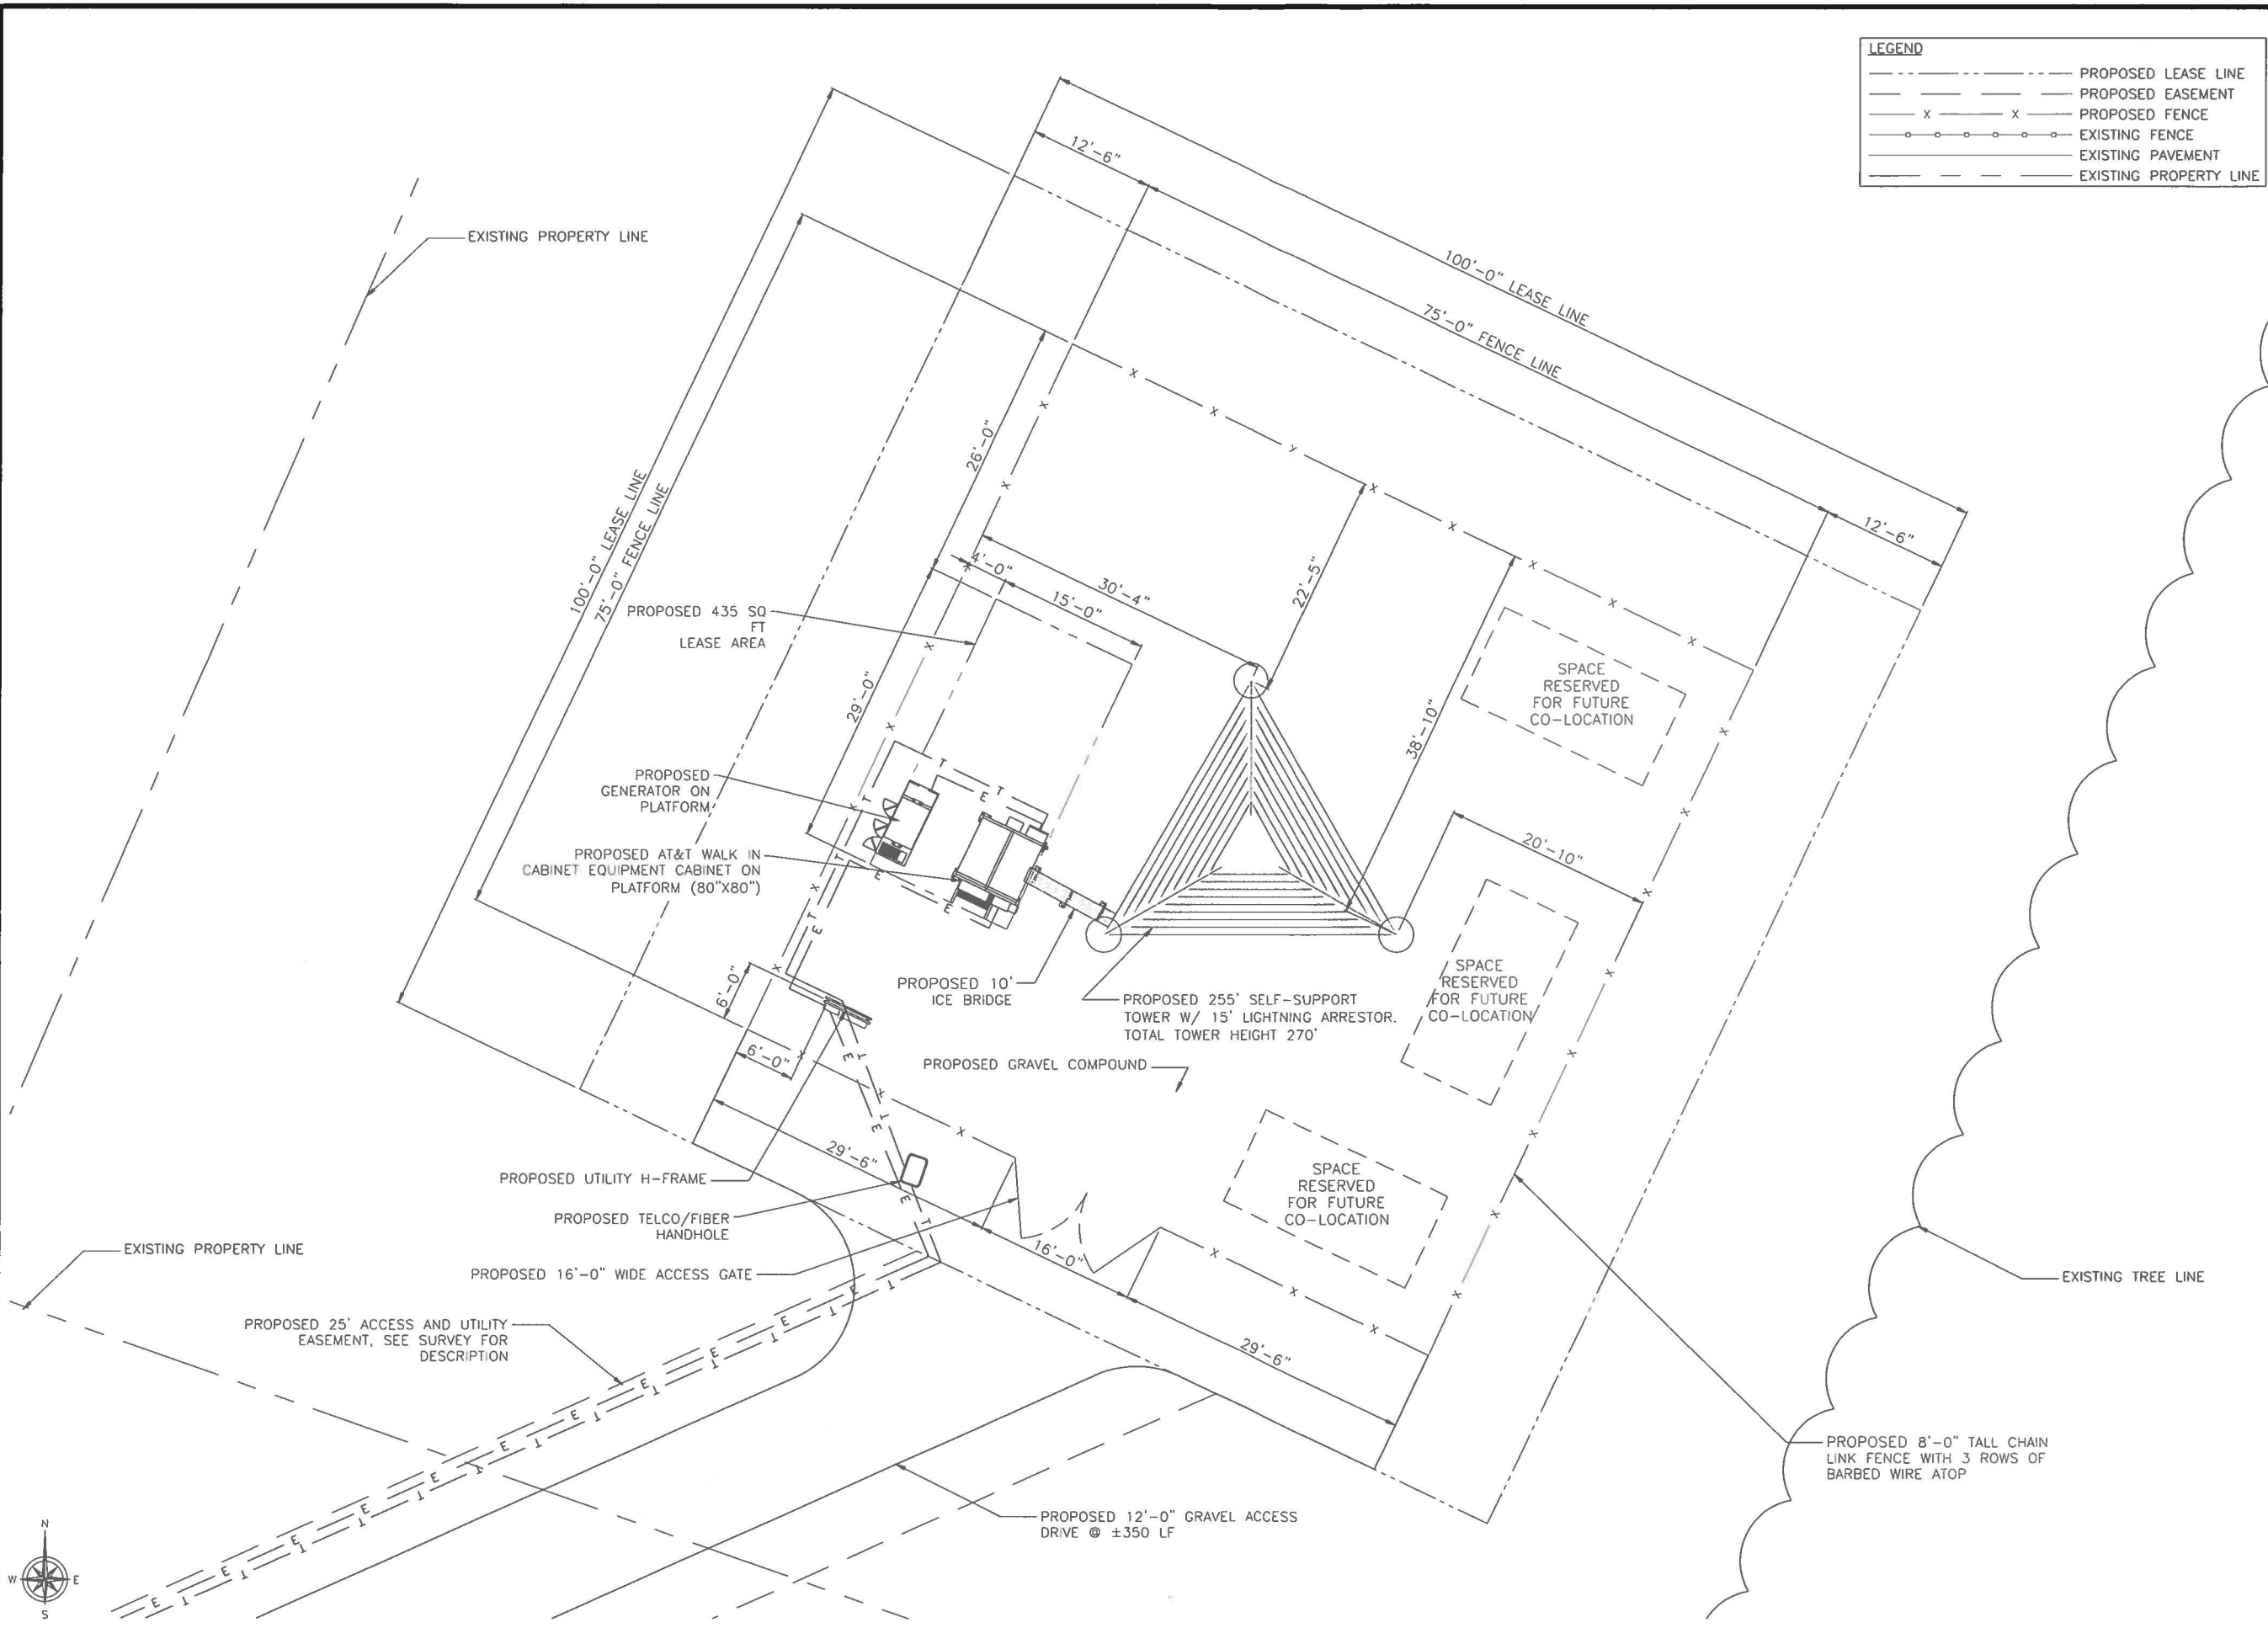 LEGEND
PROPOSED LEASE LINE
PROPOSED EASEMENT
X X PROPOSED FENCE
EXISTING FENCE
EXISTING PAVEMENT
EXISTING PROPERTY LINE
12'-6"
EXISTING PROPERTY LINE
100'-0" LEASE LINE
75'-0" FENCE LINE
12'-6"
26'-0"
100'-0" LEASE LINE
75'-0" FENCE LINE
4'-0"
15'-0"
30'-4"
22'-5"
PROPOSED 435 SQ
FT
LEASE AREA
29'-0"
38'-10"
SPACE
RESERVED
FOR FUTURE
CO-LOCATION
PROPOSED
GENERATOR ON
PLATFORM
20'-10"
PROPOSED AT&T WALK IN
CABINET EQUIPMENT CABINET ON
PLATFORM (80"X80")
6'-0"
PROPOSED 10'
ICE BRIDGE
PROPOSED 255' SELF-SUPPORT
TOWER W/ 15' LIGHTNING ARRESTOR.
TOTAL TOWER HEIGHT 270'
SPACE
RESERVED
FOR FUTURE
CO-LOCATION
6'-0"
PROPOSED GRAVEL COMPOUND
29'-6"
PROPOSED UTILITY H-FRAME
PROPOSED TELCO/FIBER
HANDHOLE
SPACE
RESERVED
FOR FUTURE
CO-LOCATION
EXISTING PROPERTY LINE
PROPOSED 16'-0" WIDE ACCESS GATE
16'-0"
EXISTING TREE LINE
PROPOSED 25' ACCESS AND UTILITY
EASEMENT, SEE SURVEY FOR
DESCRIPTION
29'-6"
PROPOSED 8'-0" TALL CHAIN
LINK FENCE WITH 3 ROWS OF
BARBED WIRE ATOP
PROPOSED 12'-0" GRAVEL ACCESS
DRIVE @ ±350 LF
N
W E
S